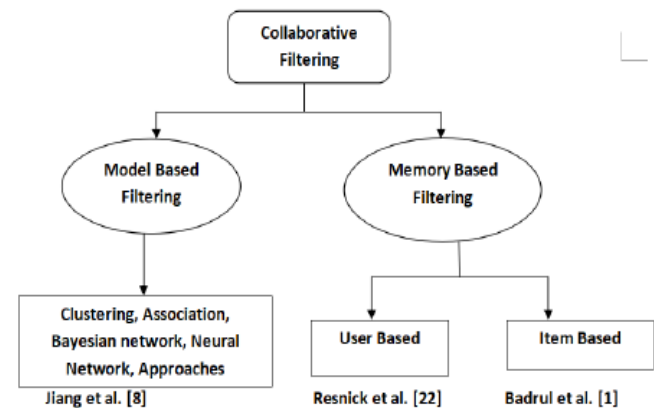 Collaborative
Filtering
Model Based
Filtering
Memory Based
Filtering
Clustering, Association,
Bayesian network, Neural
Network, Approaches
User Based
Item Based
Jiang et al. [8]
Resnick et al. [22]
Badrul et al. [1]